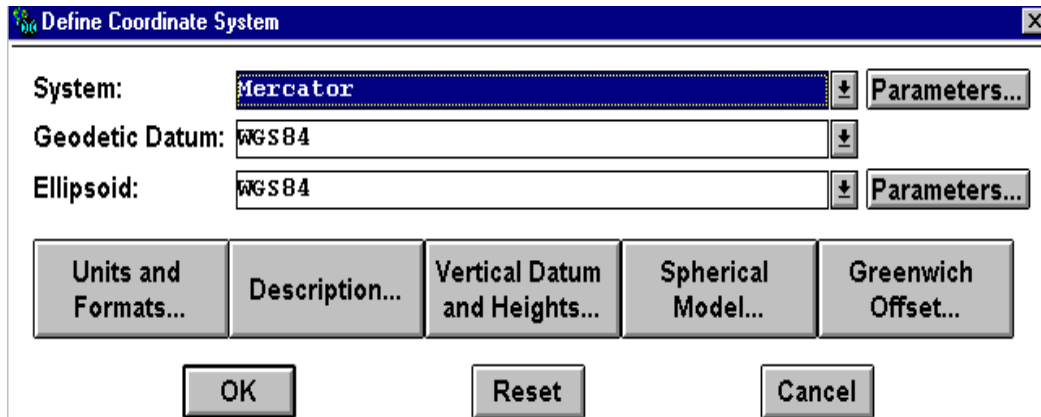 Define Coordinate System
System: Mercator Parameters...
Geodetic Datum: WGS84
Ellipsoid: WGS84 Parameters...
Units and Formats...
Description...
Vertical Datum and Heights...
Spherical Model...
Greenwich Offset...
OK Reset Cancel